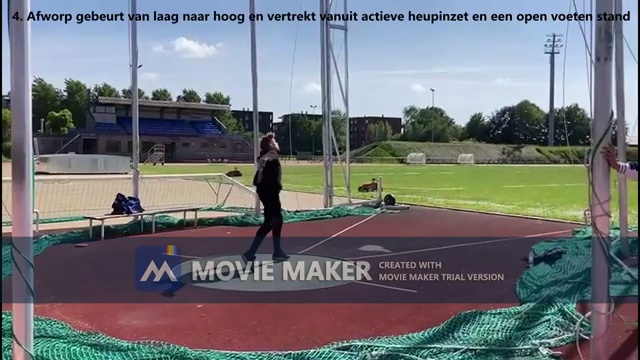 4. Afworp gebeurt van laag naar hoog en vertrekt vanuit actieve heupinzet en een open voeten stand
MOVIE MAKER
CREATED WITH
MOVIE MAKER TRIAL VERSION